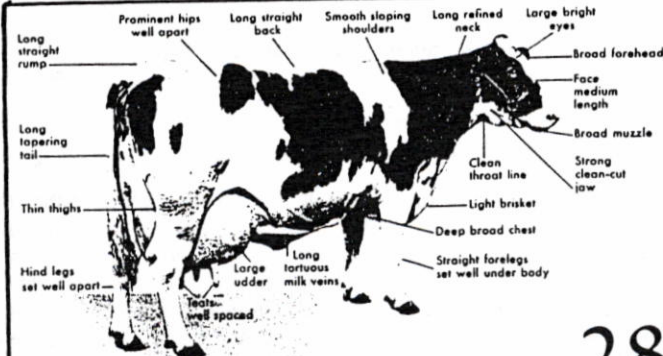 Long
straight
rump
Prominent hips
well apart
Long straight
back
Smooth sloping
shoulders
Long refined
neck
Large bright
eyes
Broad forehead
Face
medium
length
Broad muzzle
Strong
clean-cut
jaw
Clean
throat line
Light brisket
Deep broad chest
Straight forelegs
set well under body
Long
tapering
tail
Thin thighs
Hind legs
set well apart
Teats
well spaced
Large
udder
Long
tortuous
milk veins
28